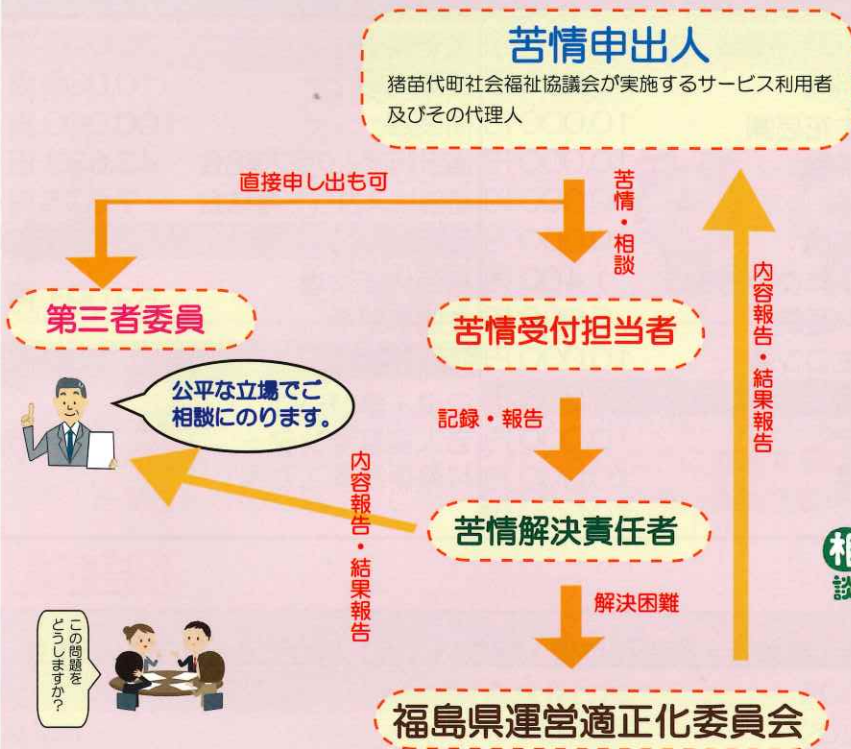 苦情申出人
猪苗代町社会福祉協議会が実施するサービス利用者
及びその代理人
直接申し出も可
苦情・相談
第三者委員
苦情受付担当者
内容報告・結果報告
公平な立場でご
相談にのります。
記録・報告
内容報告・結果報告
苦情解決責任者
相
談
解決困難
この問題を
どうしますか?
福島県運営適正化委員会